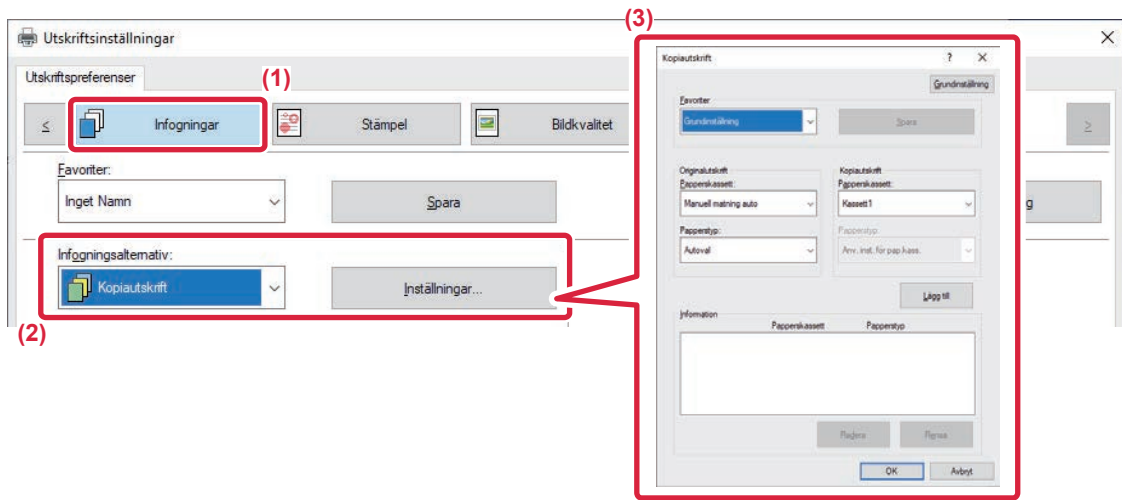 (3)
Utskriftsinställningar
Utskriftspreferenser
(1)
<
Infogningar
Stämpel
Bildkvalitet
>
Favoriter:
Inget Namn
Spara
g
Infogningsalternativ:
Kopiautskrift
Inställningar...
(2)
Kopiautskrift
?
Grundinställning
Favoriter
Grundinställning
Spara
Originalutskrift
Kopiautskrift
Papperskassett:
Papperskassett:
Manuell matning auto
Kassett1
Papperstyp:
Papperstyp:
Autoval
Anv. inst. för pap.kass.
Lägg till
Information
Papperskassett
Papperstyp
Radera
Rensa
OK
Avbryt